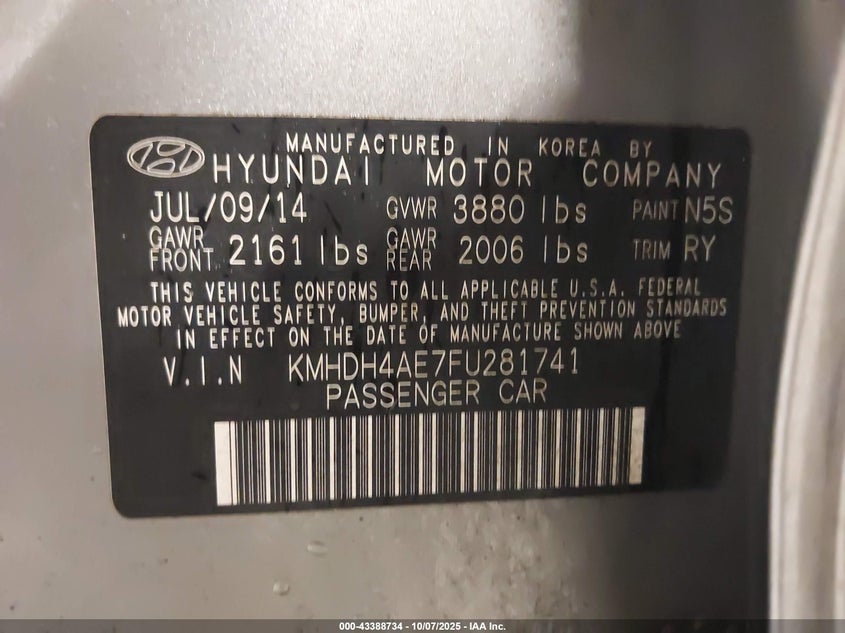 MANUFACTURED IN KOREA BY
HYUNDAI MOTOR COMPANY
JUL/09/14 GVWR 3880 lbs PAINT N5S
GAWR FRONT 2161 lbs GAWR REAR 2006 lbs TRIM RY
THIS VEHICLE CONFORMS TO ALL APPLICABLE U.S.A. FEDERAL
MOTOR VEHICLE SAFETY, BUMPER, AND THEFT PREVENTION STANDARDS
IN EFFECT ON THE DATE OF MANUFACTURE SHOWN ABOVE
V.I.N KMHDH4AE7FU281741
PASSENGER CAR
000-43388734 - 10/07/2025 - IAA Inc.